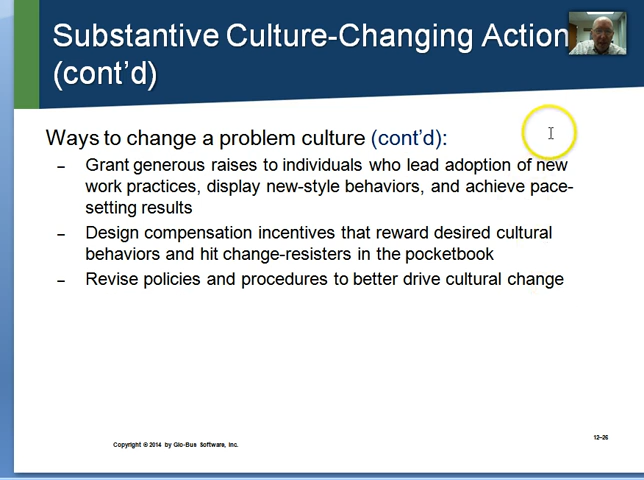 Substantive Culture-Changing Action
(cont’d)
Ways to change a problem culture (cont’d):
– Grant generous raises to individuals who lead adoption of new
work practices, display new-style behaviors, and achieve pace-
setting results
– Design compensation incentives that reward desired cultural
behaviors and hit change-resisters in the pocketbook
– Revise policies and procedures to better drive cultural change
12–26
Copyright © 2014 by Glo-Bus Software, Inc.